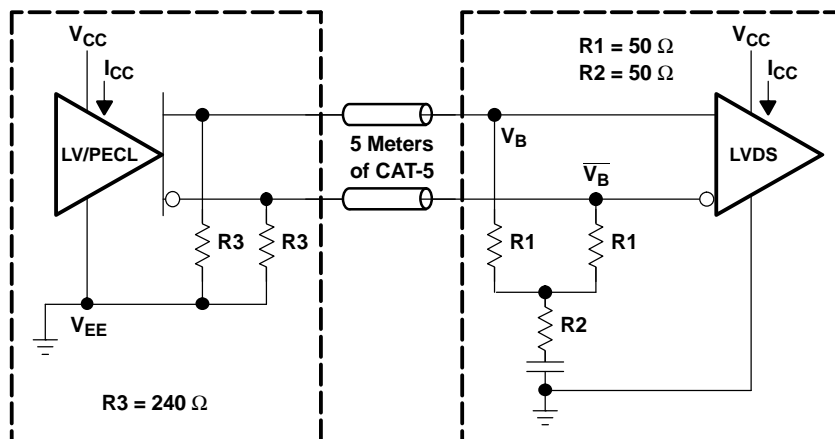 V_CC
I_CC
LV/PECL
R3
R3
V_EE
R3 = 240 Ω
5 Meters
of CAT-5
R1 = 50 Ω
R2 = 50 Ω
V_CC
I_CC
V_B
V̅_B̅
LVDS
R1
R1
R2